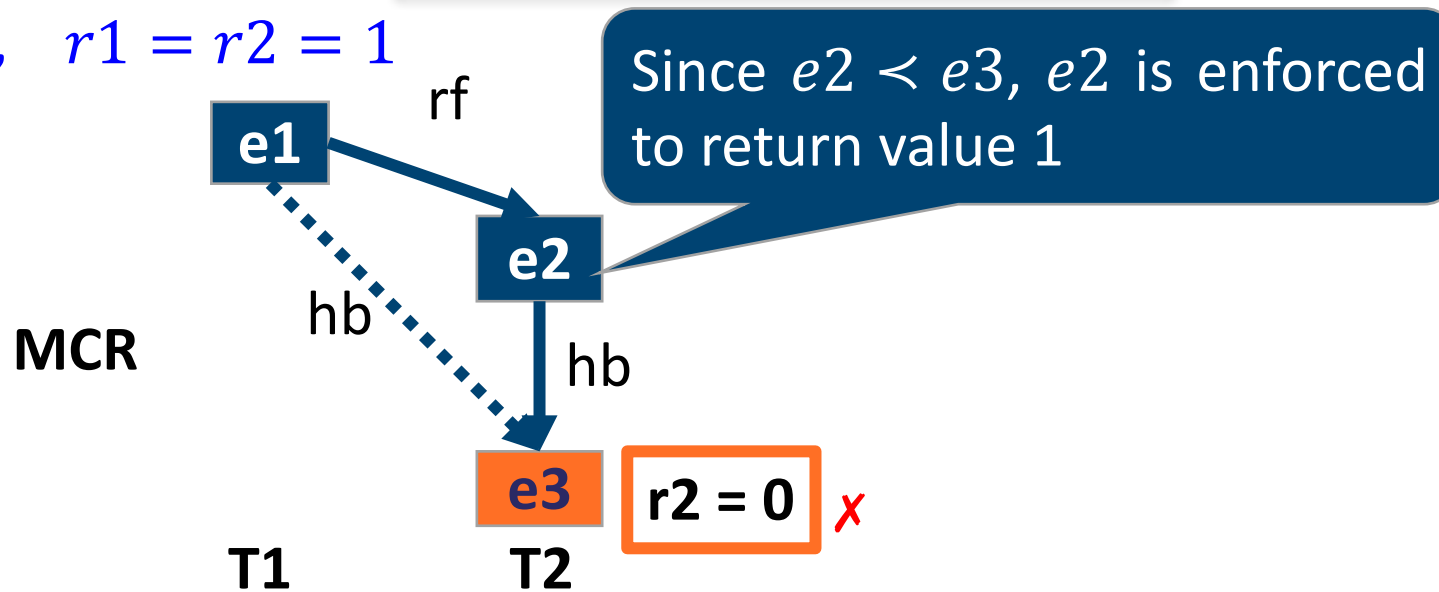 , r1 = r2 = 1
Since e2 ≺ e3, e2 is enforced
to return value 1
rf
e1
e2
hb
MCR
hb
e3
r2 = 0 ✗
T1 T2